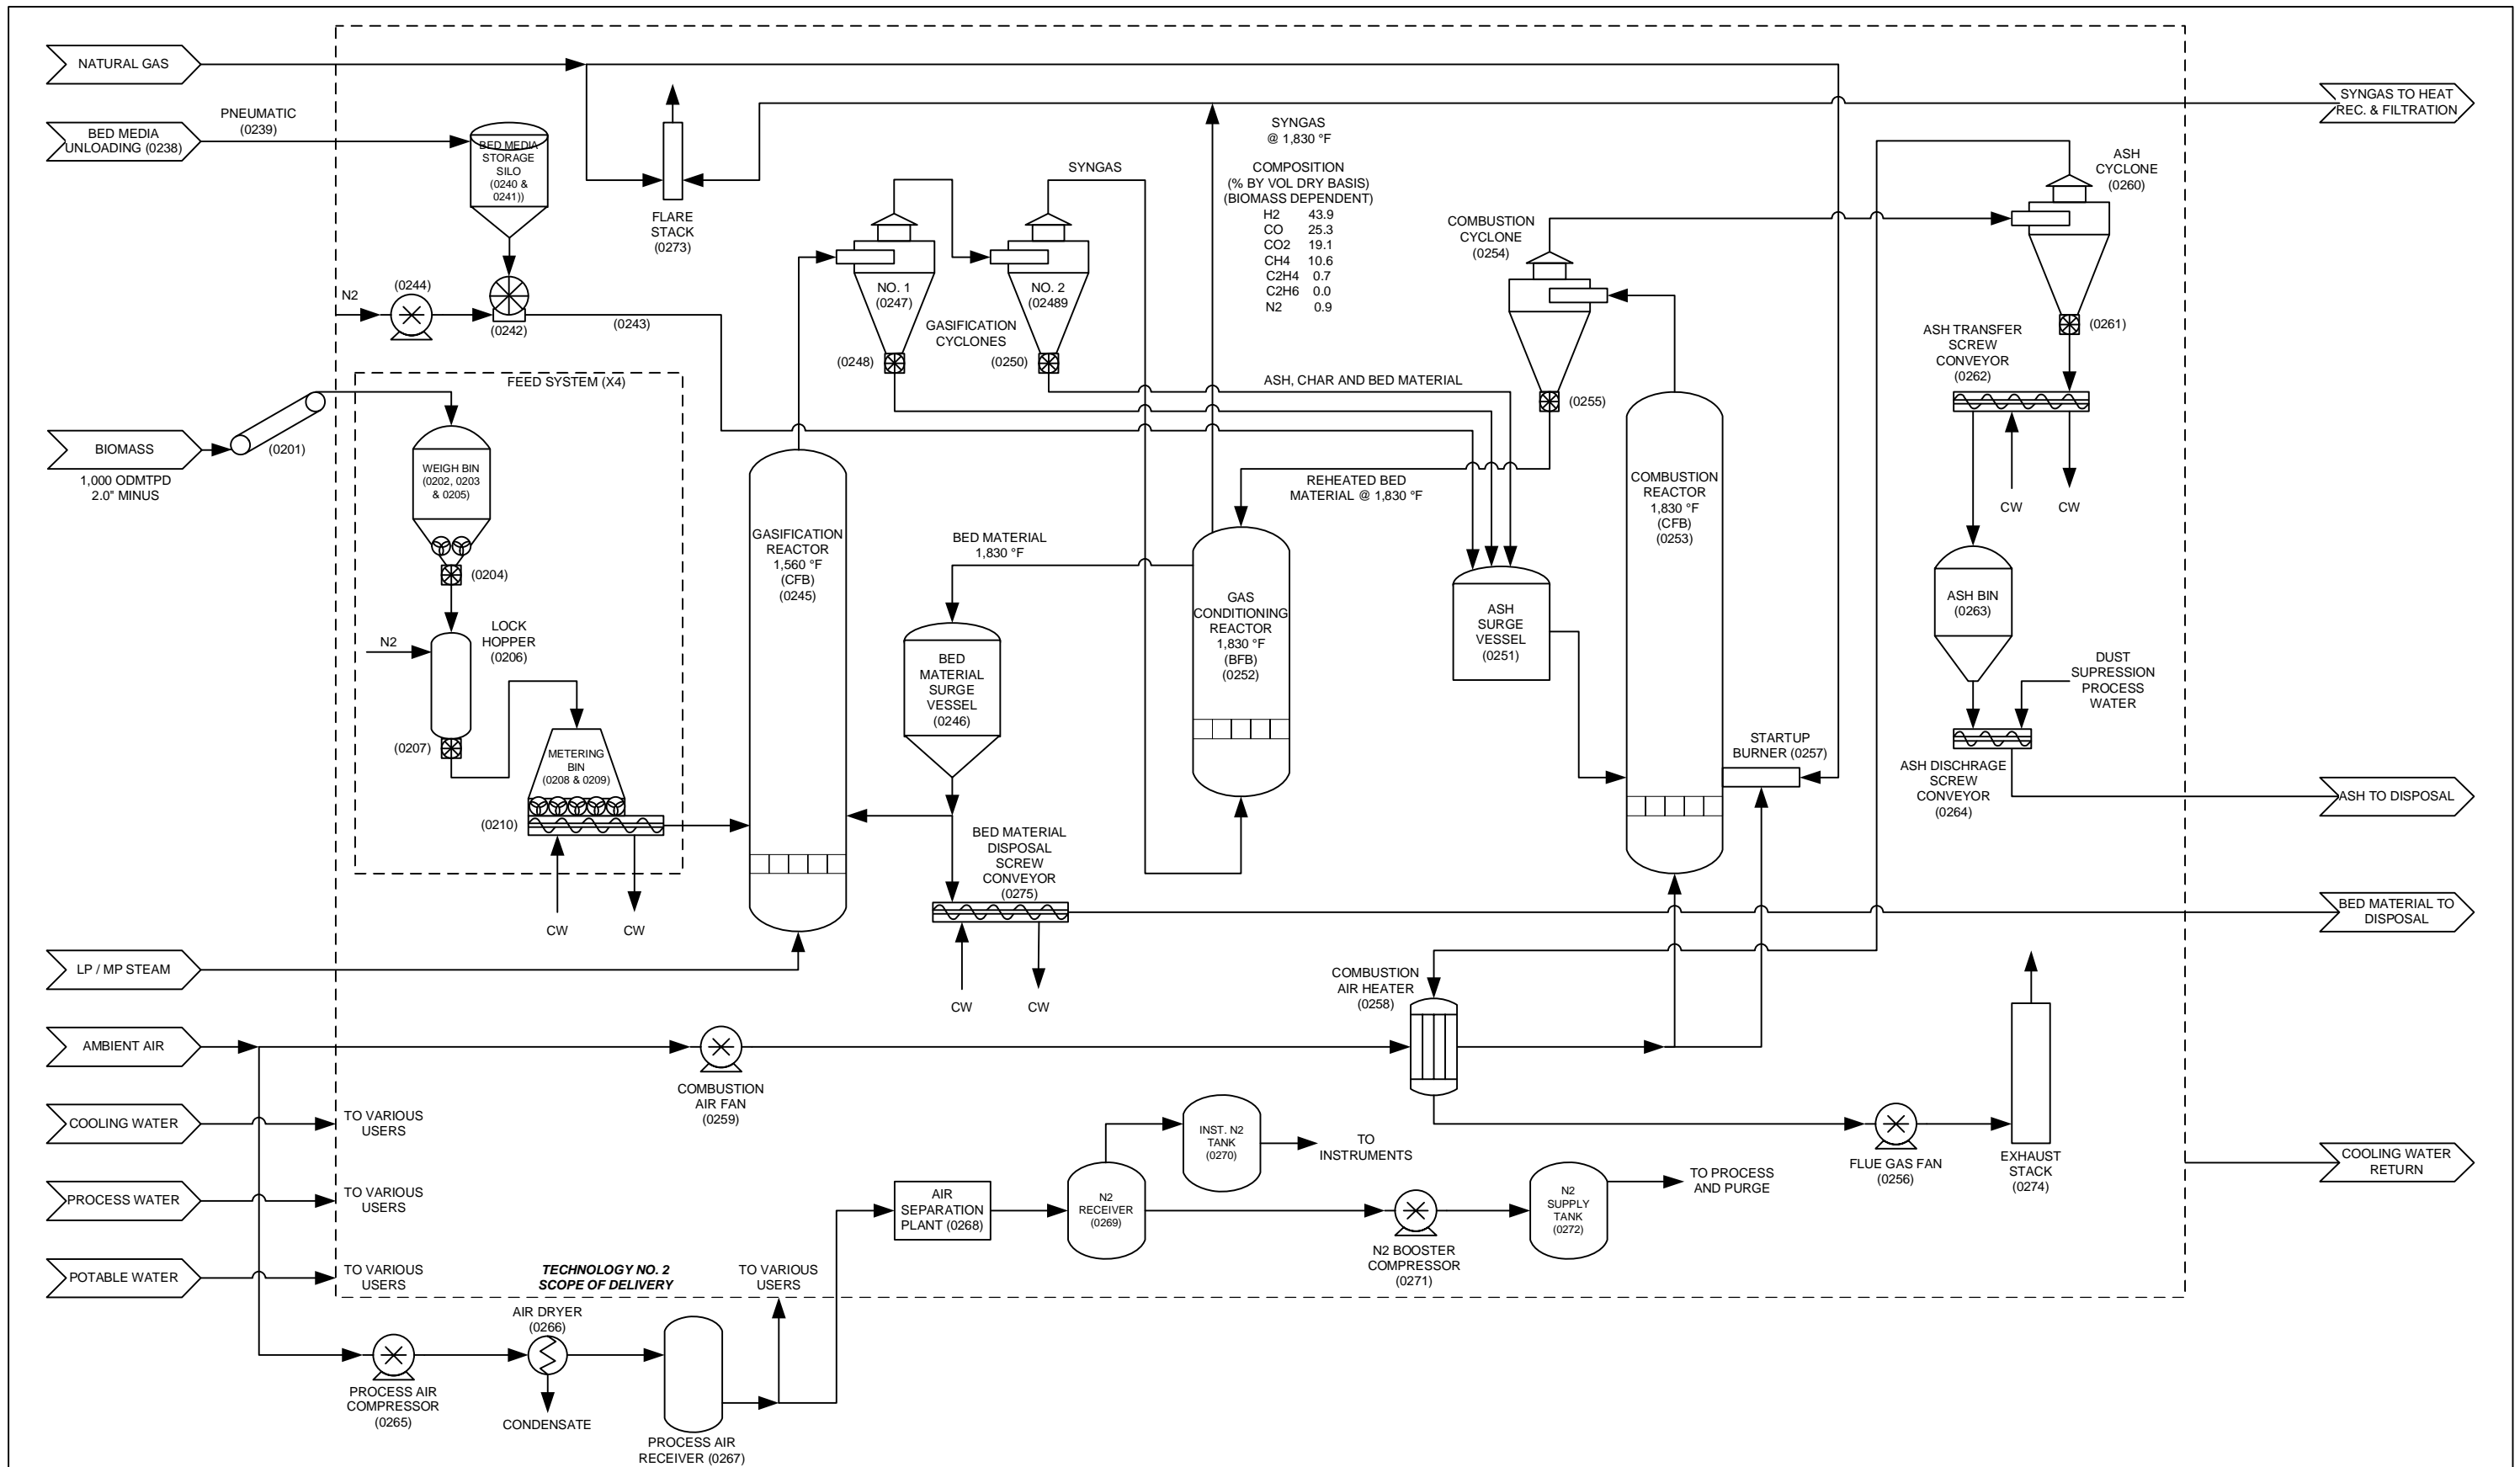 NATURAL GAS
PNEUMATIC
(0239)
BED MEDIA
UNLOADING (0238)
BED MEDIA
STORAGE
SILO
(0240 &
0241))
FLARE
STACK
(0273)
N2
(0244)
(0242)
(0243)
FEED SYSTEM (X4)
BIOMASS
1,000 ODMTPD
2.0" MINUS
(0201)
WEIGH BIN
(0202, 0203
& 0205)
(0204)
LOCK
HOPPER
(0206)
N2
(0207)
METERING
BIN
(0208 & 0209)
(0210)
CW
CW
GASIFICATION
REACTOR
1,560 °F
(CFB)
(0245)
NO. 1
(0247)
(0248)
GASIFICATION
CYCLONES
NO. 2
(02489
(0250)
SYNGAS
SYNGAS
@ 1,830 °F
COMPOSITION
(% BY VOL DRY BASIS)
(BIOMASS DEPENDENT)
H2 43.9
CO 25.3
CO2 19.1
CH4 10.6
C2H4 0.7
C2H6 0.0
N2 0.9
ASH, CHAR AND BED MATERIAL
REHEATED BED
MATERIAL @ 1,830 °F
BED MATERIAL
1,830 °F
BED
MATERIAL
SURGE
VESSEL
(0246)
GAS
CONDITIONING
REACTOR
1,830 °F
(BFB)
(0252)
BED MATERIAL
DISPOSAL
SCREW
CONVEYOR
(0275)
CW
CW
COMBUSTION
CYCLONE
(0254)
(0255)
ASH
SURGE
VESSEL
(0251)
COMBUSTION
REACTOR
1,830 °F
(CFB)
(0253)
STARTUP
BURNER (0257)
ASH
CYCLONE
(0260)
(0261)
ASH TRANSFER
SCREW
CONVEYOR
(0262)
CW
CW
ASH BIN
(0263)
DUST
SUPRESSION
PROCESS
WATER
ASH DISCHRAGE
SCREW
CONVEYOR
(0264)
SYNGAS TO HEAT
REC. & FILTRATION
ASH TO DISPOSAL
BED MATERIAL TO
DISPOSAL
COOLING WATER
RETURN
LP / MP STEAM
AMBIENT AIR
COOLING WATER
PROCESS WATER
POTABLE WATER
TO VARIOUS
USERS
TO VARIOUS
USERS
TO VARIOUS
USERS
COMBUSTION
AIR FAN
(0259)
COMBUSTION
AIR HEATER
(0258)
FLUE GAS FAN
(0256)
EXHAUST
STACK
(0274)
INST. N2
TANK
(0270)
TO
INSTRUMENTS
AIR
SEPARATION
PLANT (0268)
N2
RECEIVER
(0269)
N2 BOOSTER
COMPRESSOR
(0271)
N2
SUPPLY
TANK
(0272)
TO PROCESS
AND PURGE
TECHNOLOGY NO. 2
SCOPE OF DELIVERY
TO VARIOUS
USERS
PROCESS AIR
COMPRESSOR
(0265)
AIR DRYER
(0266)
CONDENSATE
PROCESS AIR
RECEIVER (0267)